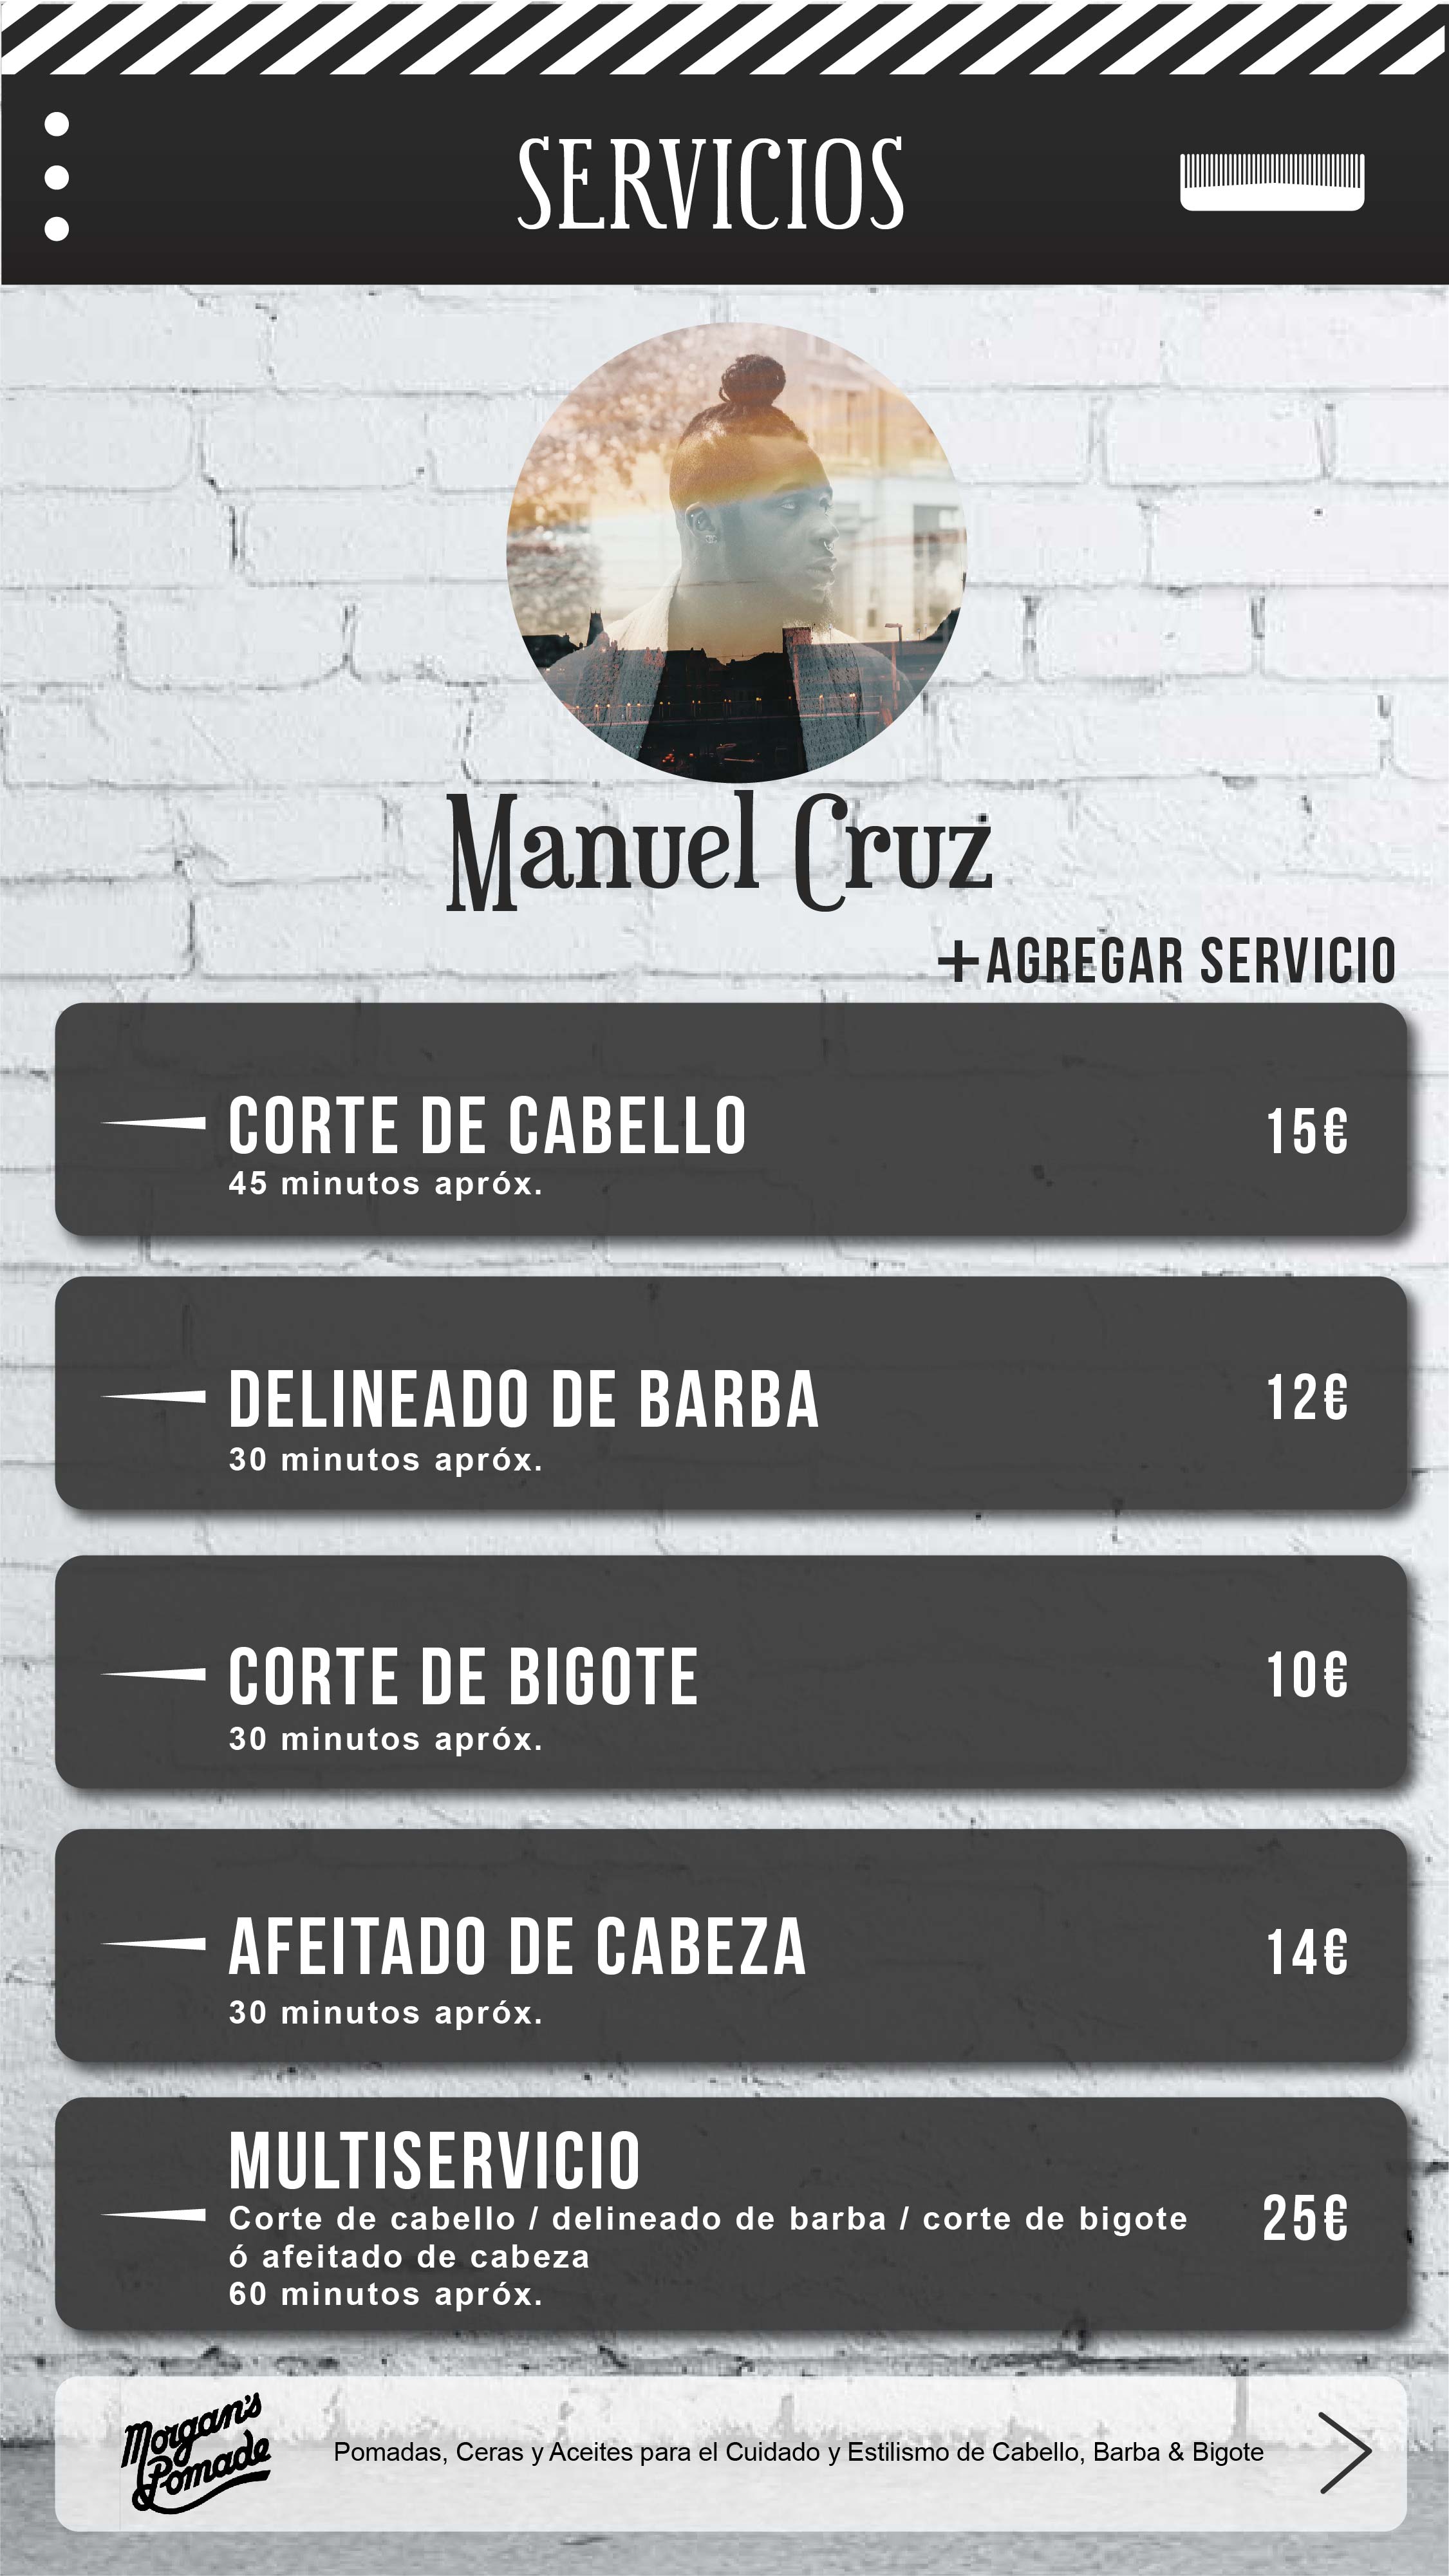 SERVICIOS
Manuel Cruz
+AGREGAR SERVICIO
CORTE DE CABELLO
15€
45 minutos apróx.
DELINEADO DE BARBA
12€
30 minutos apróx.
CORTE DE BIGOTE
10€
30 minutos apróx.
AFEITADO DE CABEZA
14€
30 minutos apróx.
MULTISERVICIO
Corte de cabello / delineado de barba / corte de bigote
ó afeitado de cabeza
25€
60 minutos apróx.
Morgan's
Pomade
Pomadas, Ceras y Aceites para el Cuidado y Estilismo de Cabello, Barba & Bigote